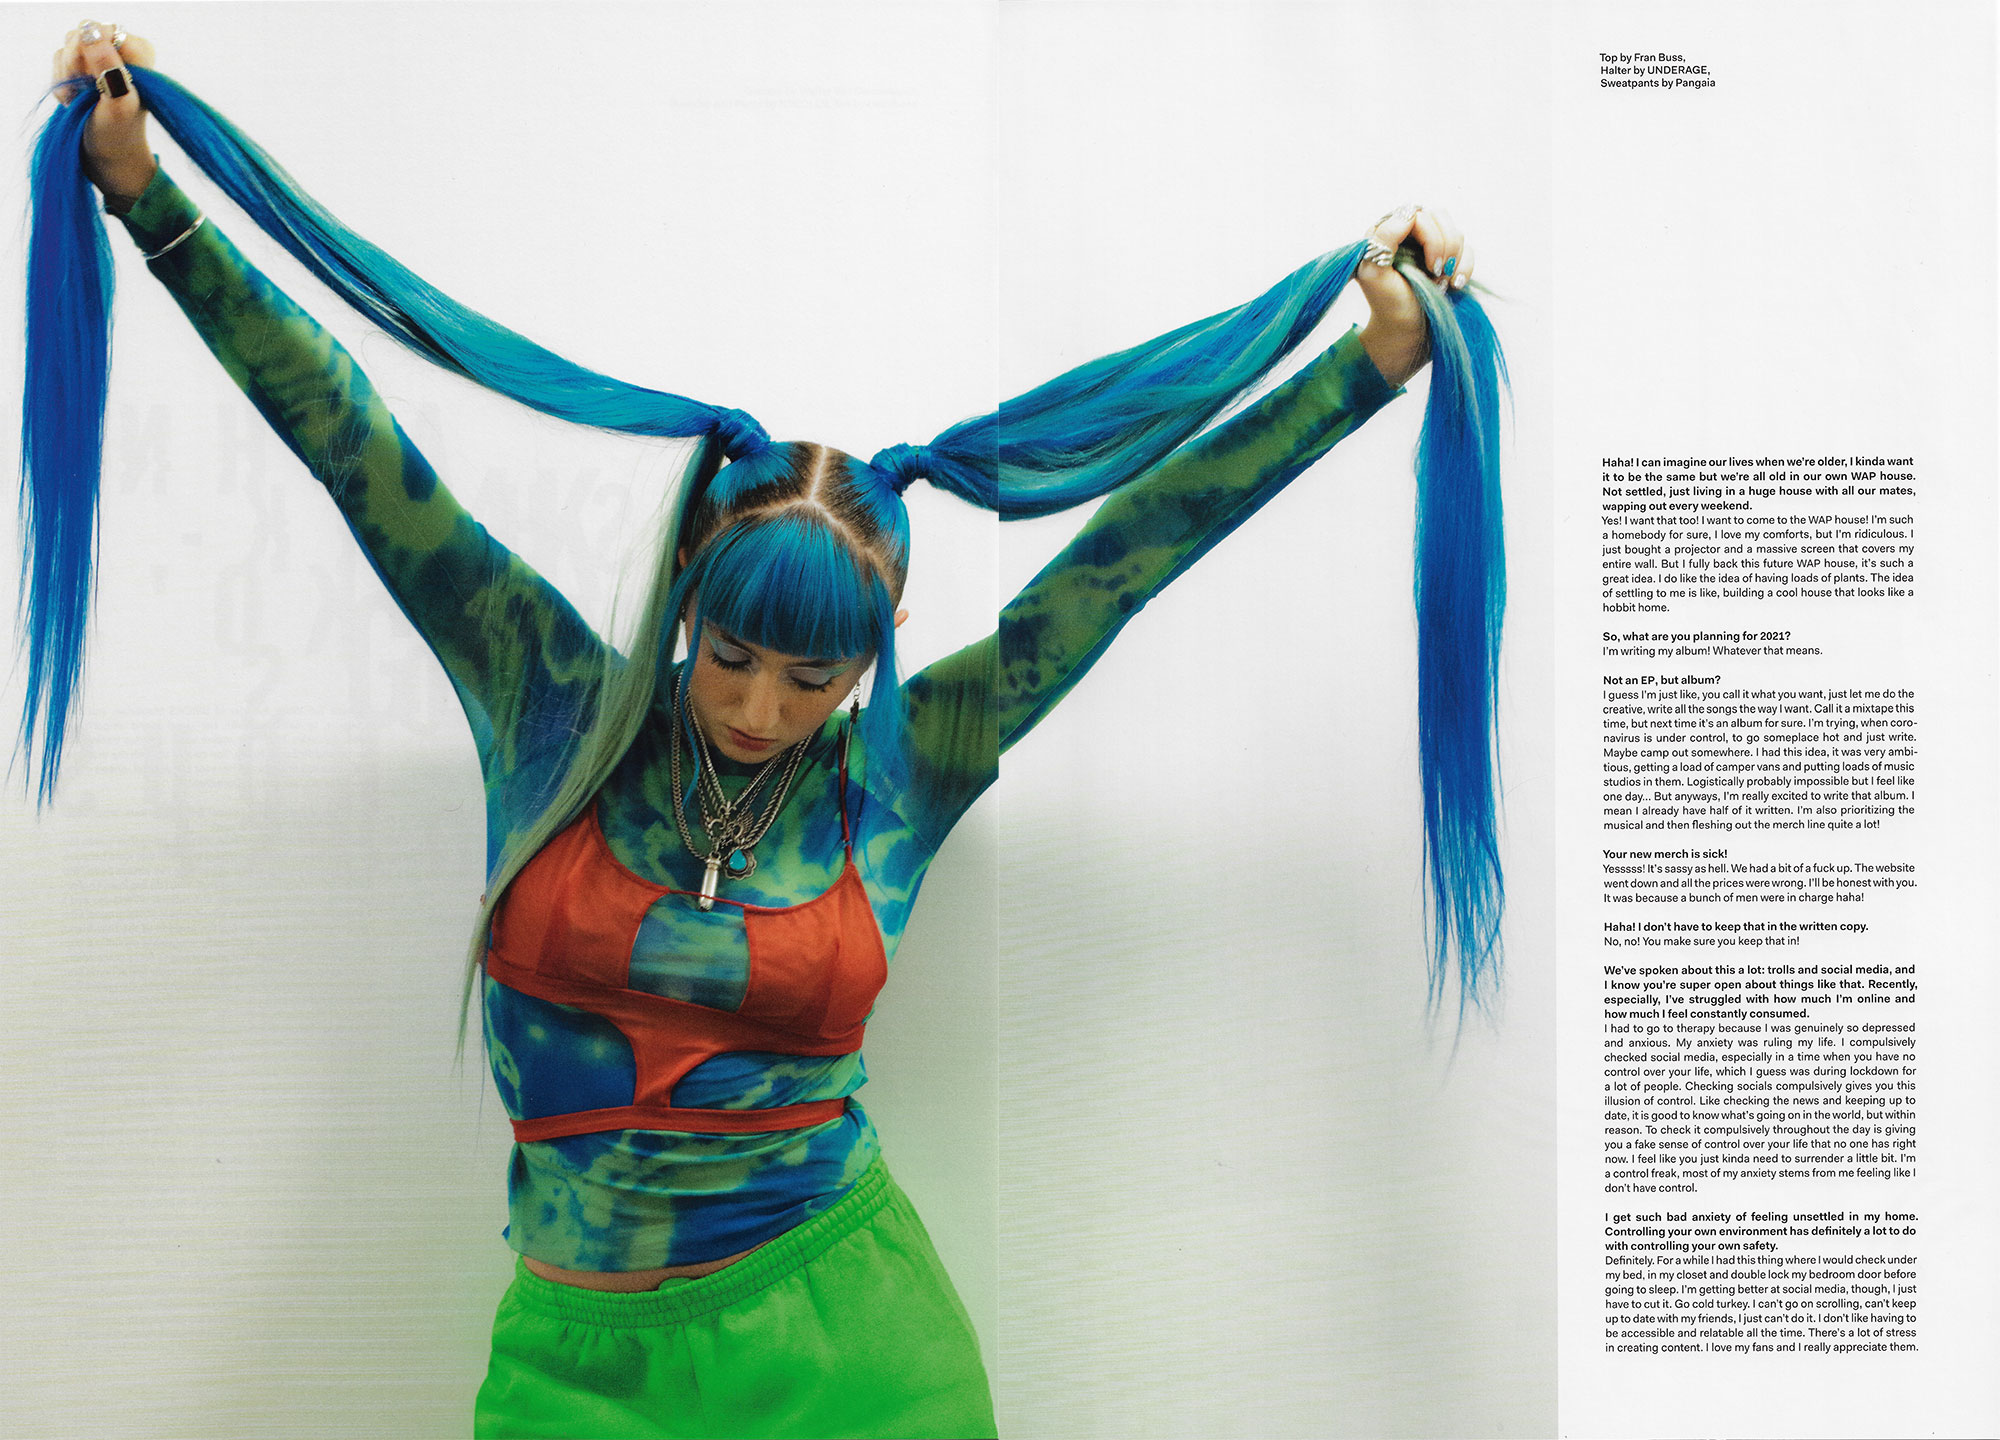 Top by Fran Buss,
Halter by UNDERAGE,
Sweatpants by Pangaia
Haha! I can imagine our lives when we're older, I kinda want
it to be the same but we're all old in our own WAP house.
Not settled, just living in a huge house with all our mates,
wapping out every weekend.
Yes! I want that too! I want to come to the WAP house! I'm such
a homebody for sure, I love my comforts, but I'm ridiculous. I
just bought a projector and a massive screen that covers my
entire wall. But I fully back this future WAP house, it's such a
great idea. I do like the idea of having loads of plants. The idea
of settling to me is like, building a cool house that looks like a
hobbit home.
So, what are you planning for 2021?
I'm writing my album! Whatever that means.
Not an EP, but album?
I guess I'm just like, you call it what you want, just let me do the
creative, write all the songs the way I want. Call it a mixtape this
time, but next time it's an album for sure. I'm trying, when coro-
navirus is under control, to go someplace hot and just write.
Maybe camp out somewhere. I had this idea, it was very ambi-
tious, getting a load of camper vans and putting loads of music
studios in them. Logistically probably impossible but I feel like
one day... But anyways, I'm really excited to write that album. I
mean I already have half of it written. I'm also prioritizing the
musical and then fleshing out the merch line quite a lot!
Your new merch is sick!
Yesssss! It's sassy as hell. We had a bit of a fuck up. The website
went down and all the prices were wrong. I'll be honest with you.
It was because a bunch of men were in charge haha!
Haha! I don't have to keep that in the written copy.
No, no! You make sure you keep that in!
We've spoken about this a lot: trolls and social media, and
I know you're super open about things like that. Recently,
especially, I've struggled with how much I'm online and
how much I feel constantly consumed.
I had to go to therapy because I was genuinely so depressed
and anxious. My anxiety was ruling my life. I compulsively
checked social media, especially in a time when you have no
control over your life, which I guess was during lockdown for
a lot of people. Checking socials compulsively gives you this
illusion of control. Like checking the news and keeping up to
date, it is good to know what's going on in the world, but within
reason. To check it compulsively throughout the day is giving
you a fake sense of control over your life that no one has right
now. I feel like you just kinda need to surrender a little bit. I'm
a control freak, most of my anxiety stems from me feeling like I
don't have control.
I get such bad anxiety of feeling unsettled in my home.
Controlling your own environment has definitely a lot to do
with controlling your own safety.
Definitely. For a while I had this thing where I would check under
my bed, in my closet and double lock my bedroom door before
going to sleep. I'm getting better at social media, though, I just
have to cut it. Go cold turkey. I can't go on scrolling, can't keep
up to date with my friends, I just can't do it. I don't like having to
be accessible and relatable all the time. There's a lot of stress
in creating content. I love my fans and I really appreciate them.